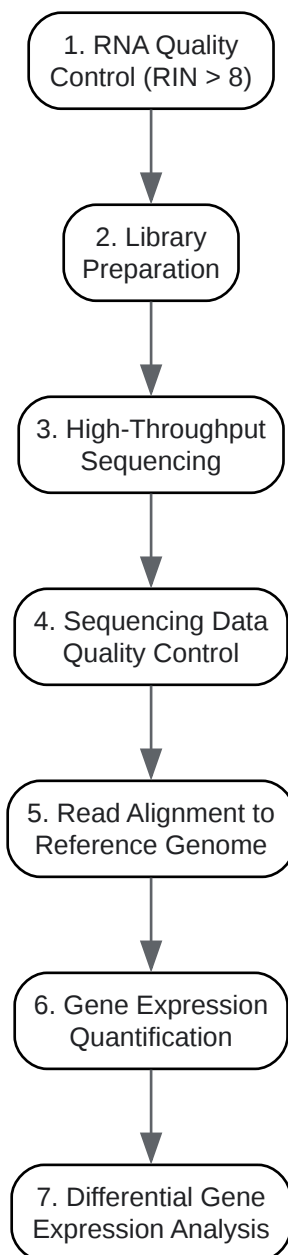 1. RNA Quality
Control (RIN > 8)
2. Library
Preparation
3. High-Throughput
Sequencing
4. Sequencing Data
Quality Control
5. Read Alignment to
Reference Genome
6. Gene Expression
Quantification
7. Differential Gene
Expression Analysis